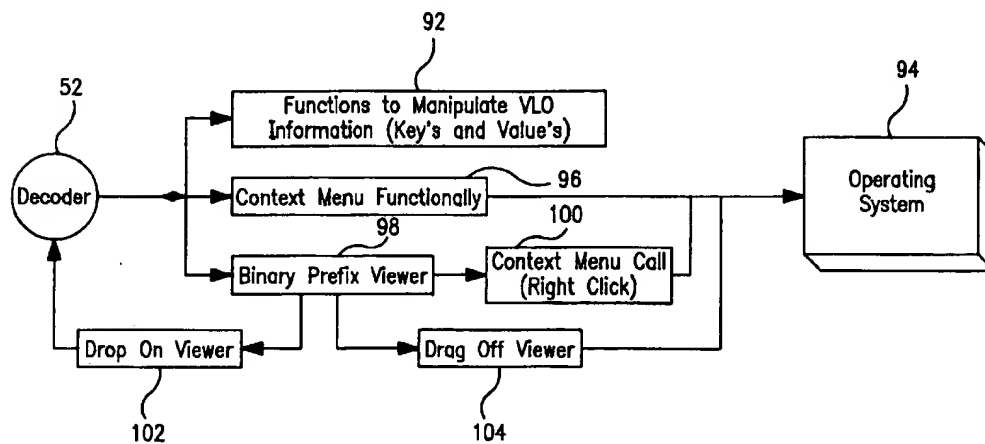 92
52
94
Functions to Manipulate VLO
Information (Key's and Value's)
Decoder
96
Operating
System
Context Menu Functionally
98
100
Binary Prefix Viewer
Context Menu Call
(Right Click)
Drop On Viewer
Drag Off Viewer
102
104